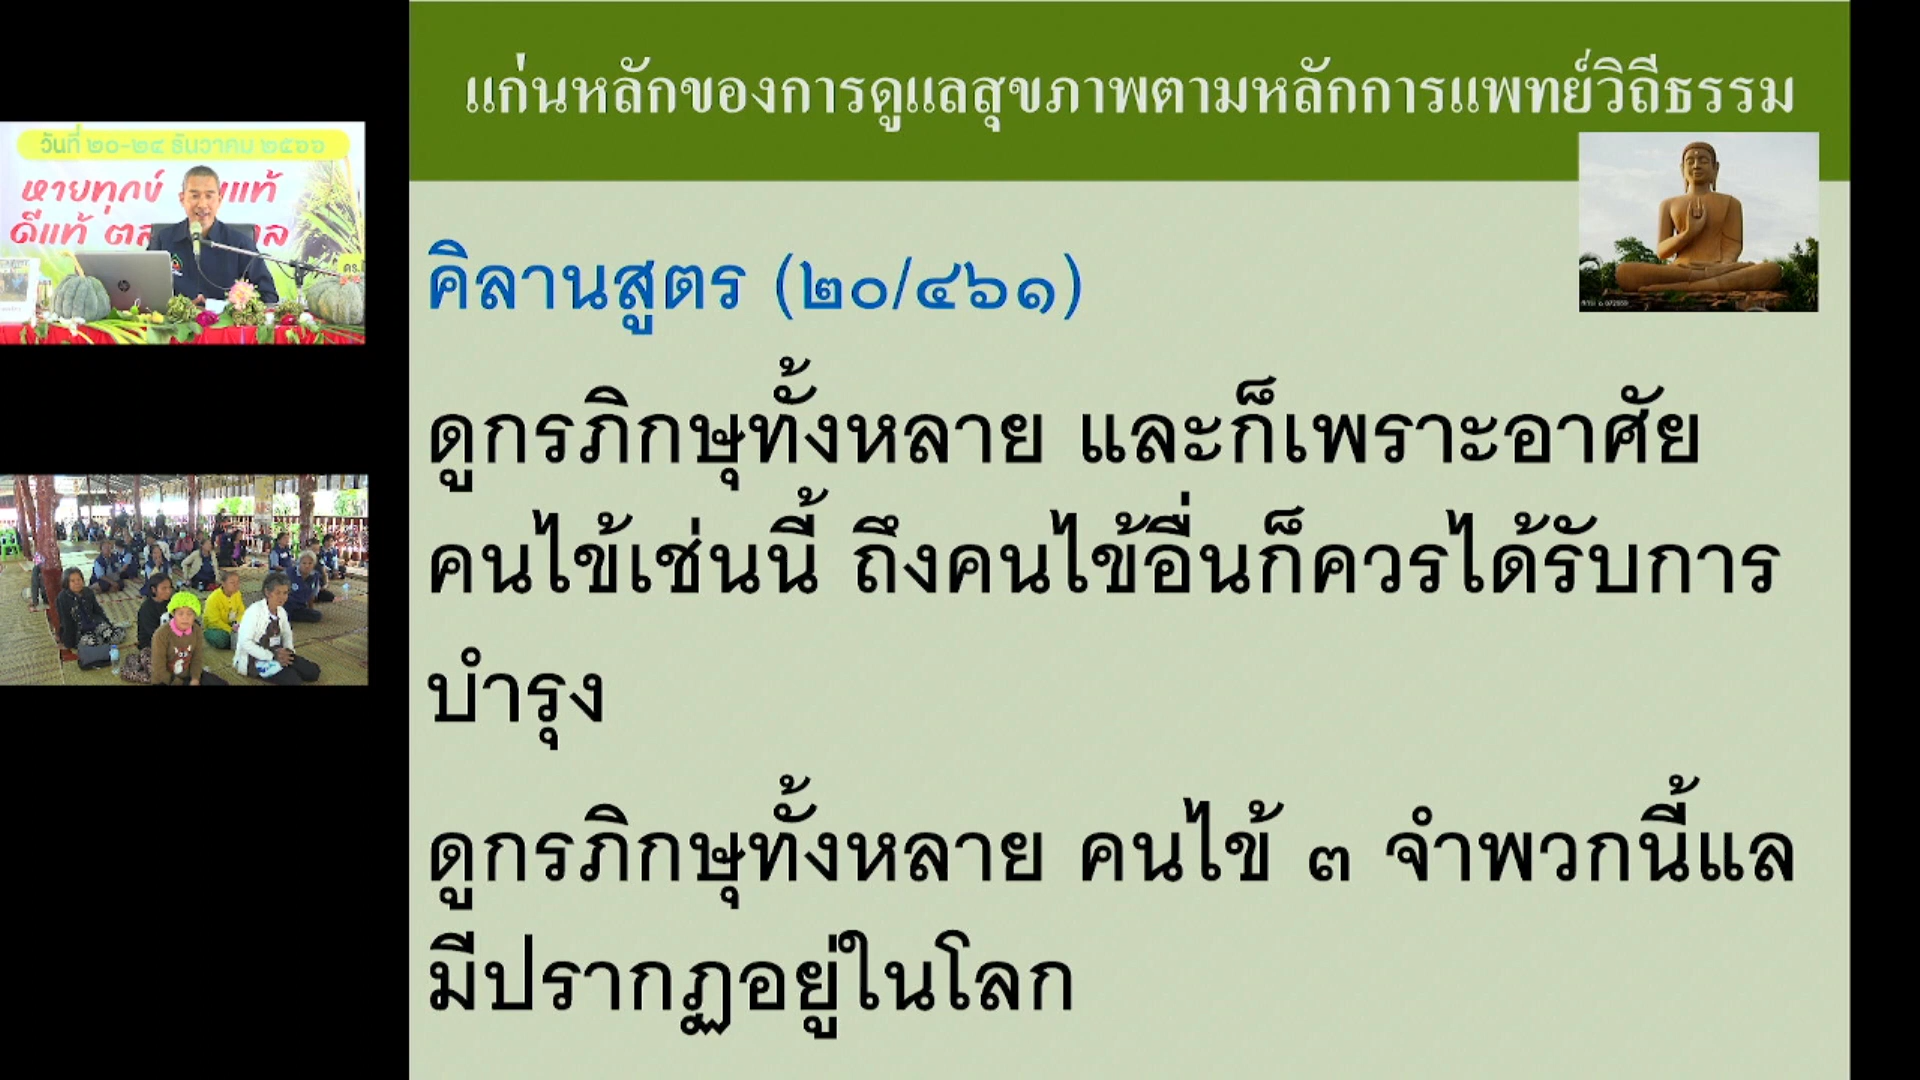 แก่นหลักของการดูแลสุขภาพตามหลักการแพทย์วิถีธรรม
คิลานสูตร (๒๐/๔๖๑)
ดูกรภิกษุทั้งหลาย และก็เพราะอาศัย
คนไข้เช่นนี้ ถึงคนไข้อื่นก็ควรได้รับการ
บำรุง
ดูกรภิกษุทั้งหลาย คนไข้ ๓ จำพวกนี้แล
มีปรากฏอยู่ในโลก
วันที่ ๒๐-๒๔ ธันวาคม ๒๕๖๖
หายทุกข์ แท้
ดีแท้
hp
ดร.